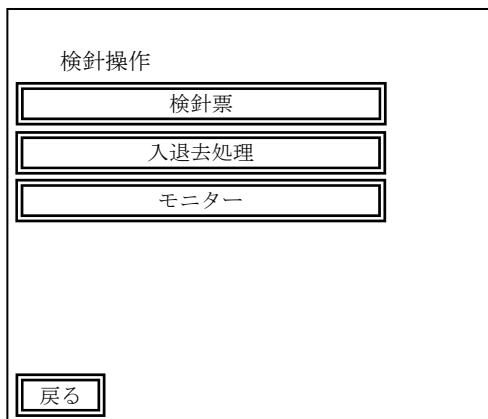 検針操作
検針票
入退去処理
モニター
戻る